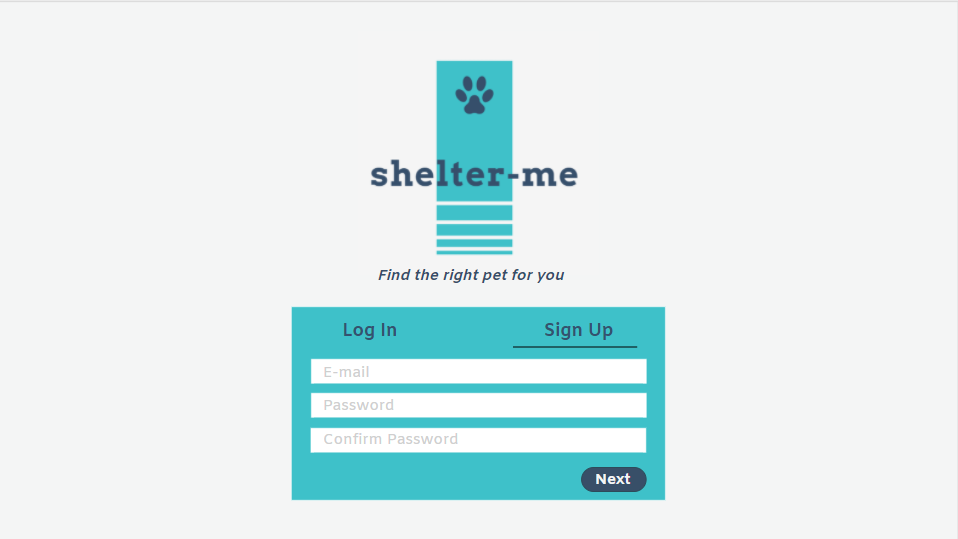 shelter-me
Find the right pet for you
Log In Sign Up
E-mail
Password
Confirm Password
Next